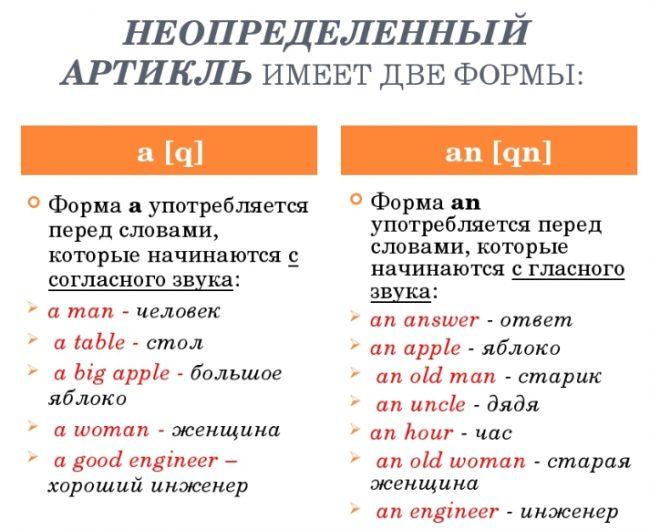 НЕОПРЕДЕЛЕННЫЙ
АРТИКЛЬ ИМЕЕТ ДВЕ ФОРМЫ:
a [q]
Форма a употребляется
перед словами,
которые начинаются с
согласного звука:
a man - человек
a table - стол
a big apple - большое
яблоко
a woman - женщина
a good engineer –
хороший инженер
an [qn]
Форма an
употребляется перед
словами, которые
начинаются с гласного
звука:
an answer - ответ
an apple - яблоко
an old man - старик
an uncle - дядя
an hour - час
an old woman - старая
женщина
an engineer - инженер